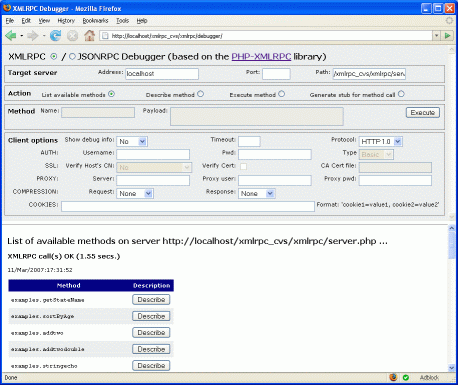 XMLRPC Debugger - Mozilla Firefox
File Edit View History Bookmarks Tools Help
http://localhost/xmlrpc_cvs/xmlrpc/debugger/
XMLRPC / JSONRPC Debugger (based on the PHP-XMLRPC library)
Target server Address: localhost Port: Path: /xmlrpc_cvs/xmlrpc/serv
Action List available methods Describe method Execute method Generate stub for method call
Method Name: Payload: Execute
Client options Show debug info: No Timeout: Protocol: HTTP 1.0
AUTH: Username: Pwd: Type Basic
SSL: Verify Host's CN: No Verify Cert: CA Cert file:
PROXY: Server: Proxy user: Proxy pwd:
COMPRESSION: Request: None Response: None
COOKIES: Format: 'cookie1=value1, cookie2=value2'
List of available methods on server http://localhost/xmlrpc_cvs/xmlrpc/server.php ...
XMLRPC call(s) OK (1.55 secs.)
11/Mar/2007:17:31:52
Method Description
examples.getStateName Describe
examples.sortByAge Describe
examples.addtwo Describe
examples.addtwodouble Describe
examples.stringecho Describe
Done Adblock